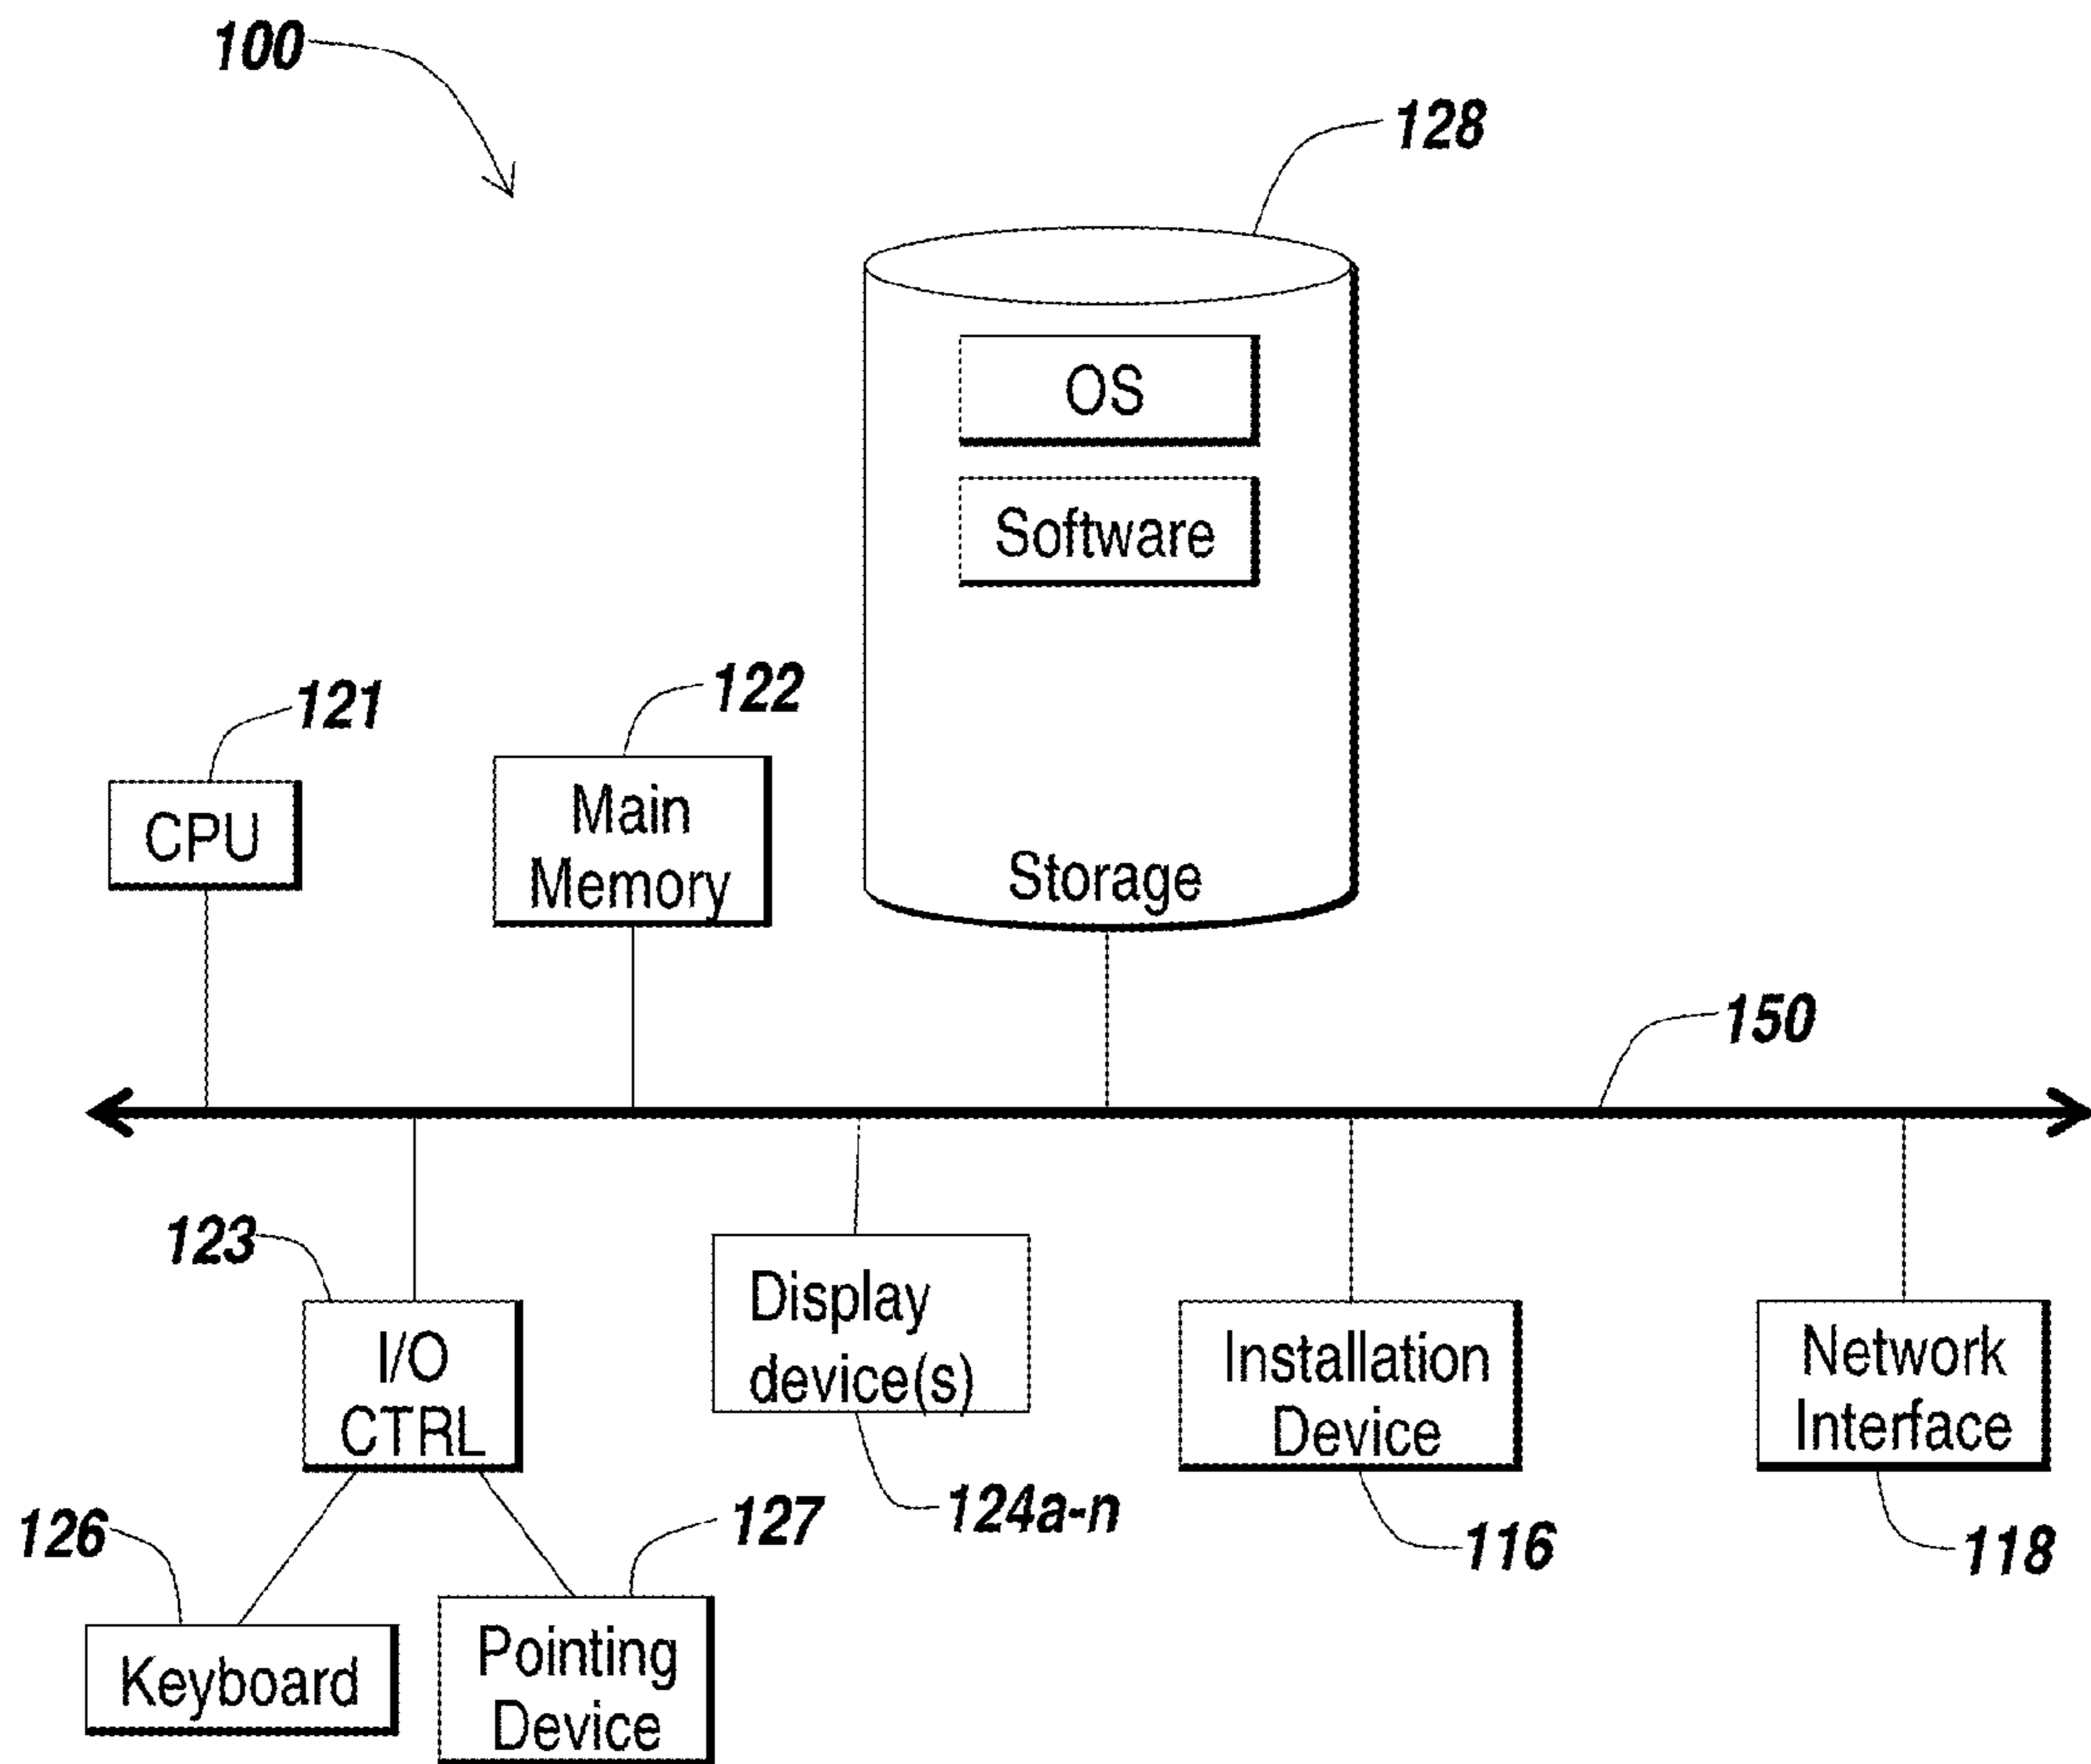 100
128
OS
Software
Storage
121
CPU
122
Main
Memory
150
123
I/O
CTRL
Display
device(s)
124a-n
Installation
Device
116
Network
Interface
118
126
Keyboard
127
Pointing
Device